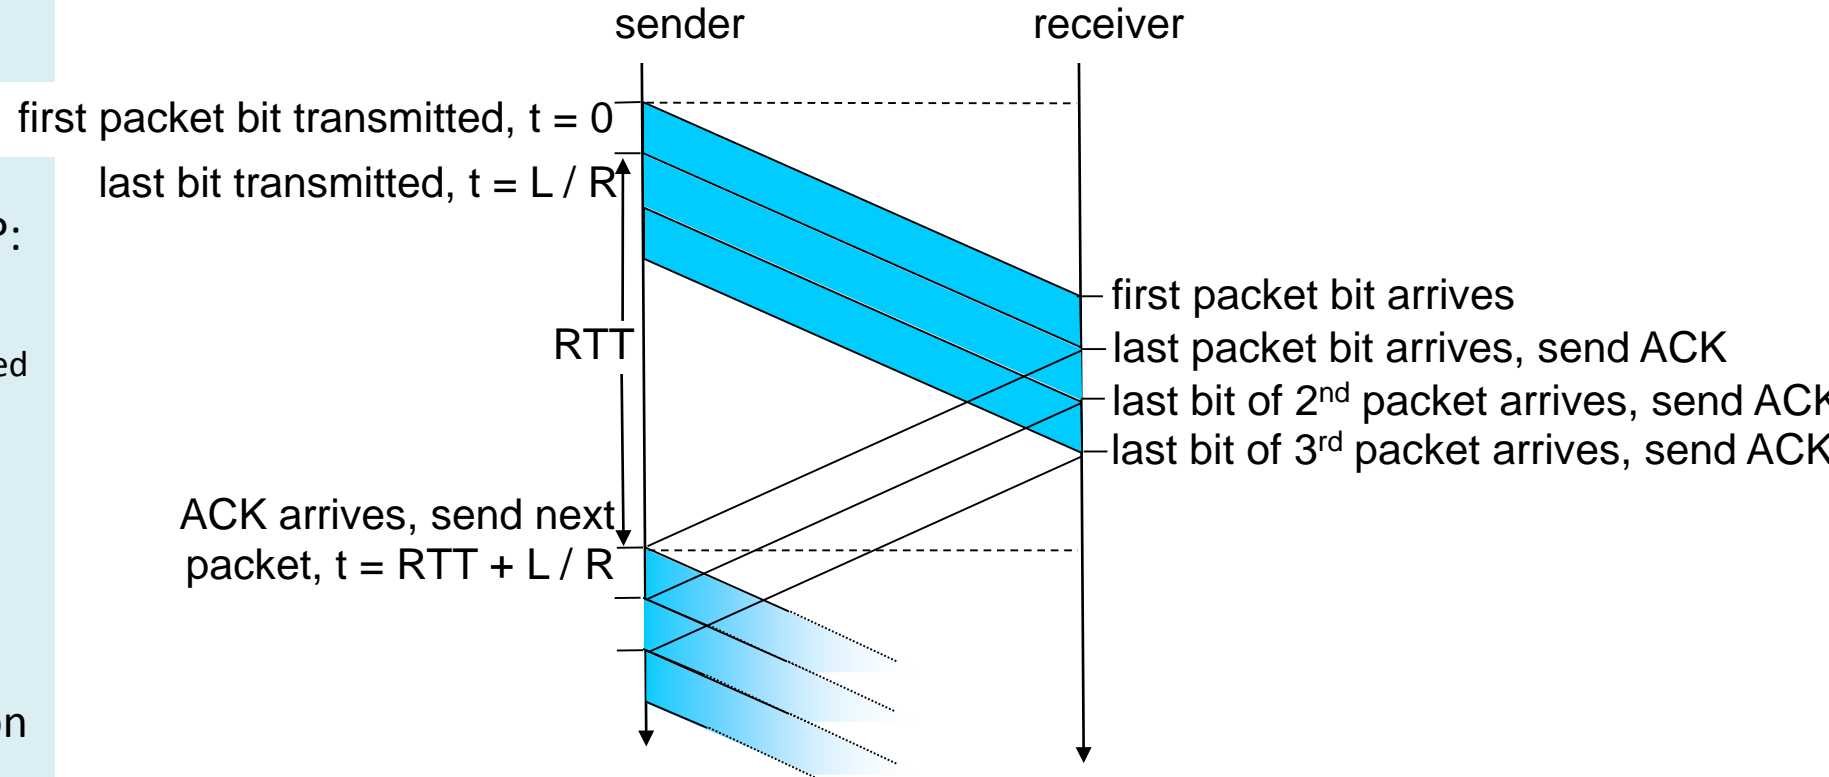 sender
receiver
first packet bit transmitted, t = 0
last bit transmitted, t = L / R
P:
first packet bit arrives
RTT
last packet bit arrives, send ACK
ed
last bit of 2nd packet arrives, send ACK
last bit of 3rd packet arrives, send ACK
ACK arrives, send next
packet, t = RTT + L / R
on